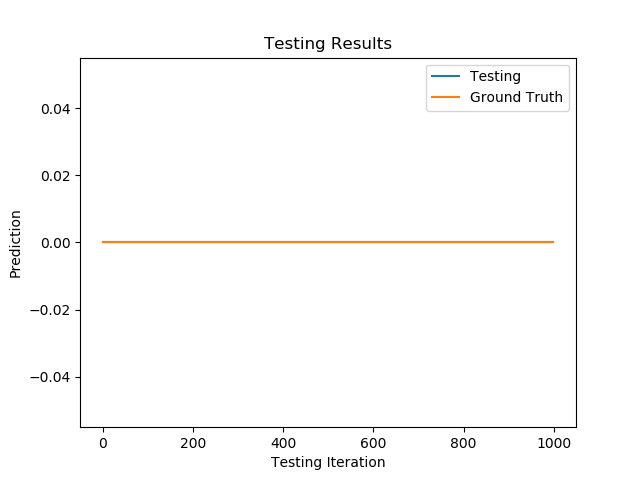 Testing Results
Testing
Ground Truth
0.04
0.02
0.00
−0.02
−0.04
Prediction
0 200 400 600 800 1000
Testing Iteration